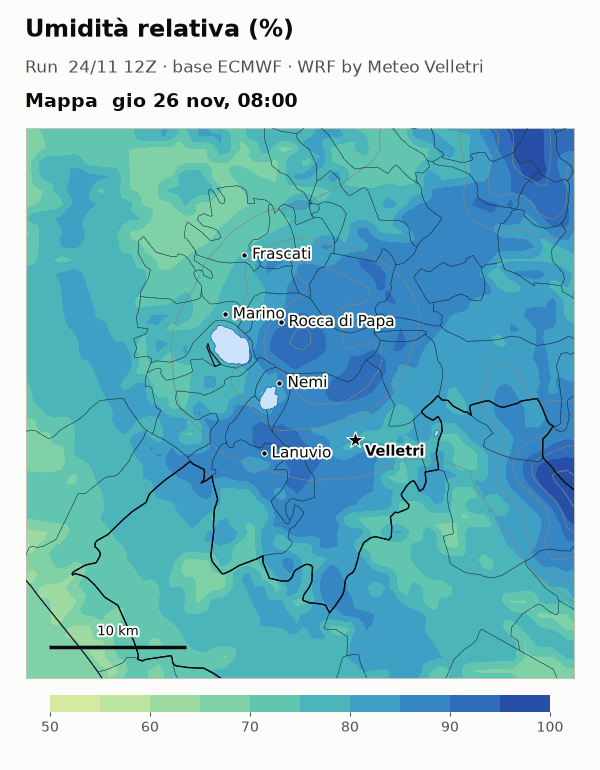 Umidità relativa (%)
Run  24/11 12Z · base ECMWF · WRF by Meteo Velletri
Mappa  gio 26 nov, 08:00
Frascati
Marino
Rocca di Papa
Nemi
Velletri
Lanuvio
10 km
50 60 70 80 90 100